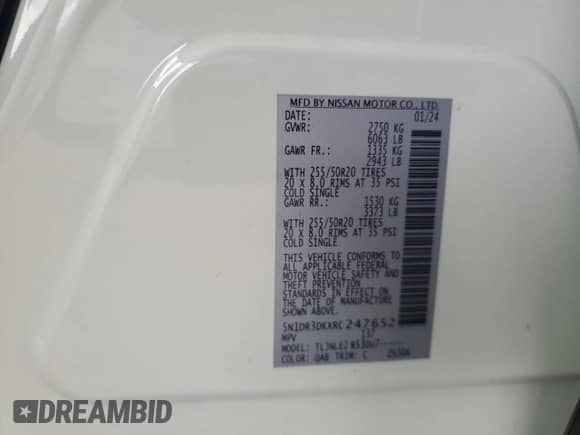 MFD BY NISSAN MOTOR CO., LTD.
DATE: 01/24
GVWR: 2750 KG
6063 LB
GAWR FR.: 1335 KG
2943 LB
WITH 255/50R20 TIRES
20 X 8.0 RIMS AT 35 PSI
COLD SINGLE
GAWR RR.: 1530 KG
3373 LB
WITH 255/50R20 TIRES
20 X 8.0 RIMS AT 35 PSI
COLD SINGLE
THIS VEHICLE CONFORMS TO
ALL APPLICABLE FEDERAL
MOTOR VEHICLE SAFETY AND
THEFT PREVENTION
STANDARDS IN EFFECT ON
THE DATE OF MANUFACTURE
SHOWN ABOVE.
5N1DR3DKXRC247652
MPV 137
MODEL:
COLOR: QAB TRIM: C
DREAMBID